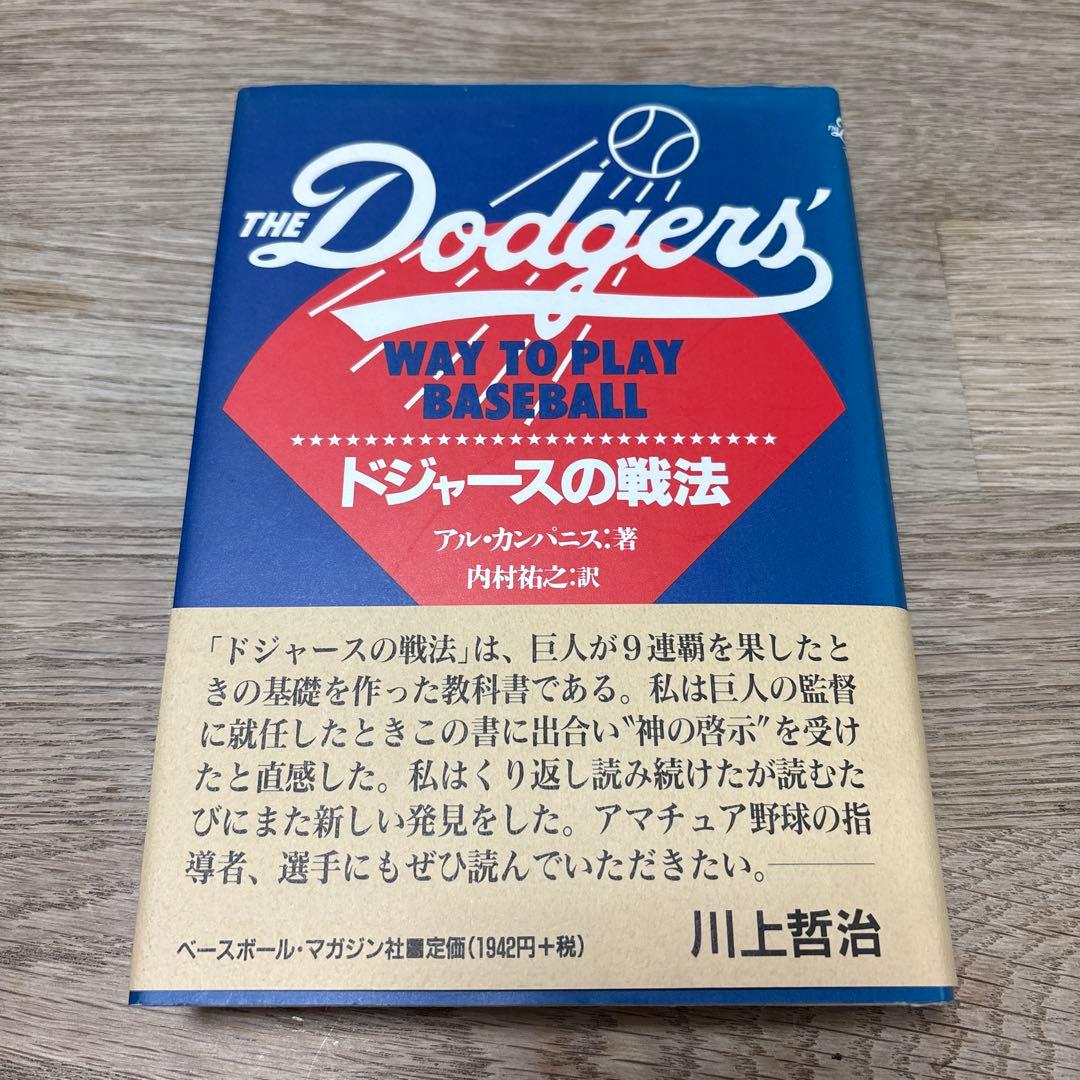 THE Dodgers'
WAY TO PLAY
BASEBALL
★★★★★★★★★★★★★★★★★★★★★★★★★★★
ドジャースの戦法
アル・カンパニス:著
内村祐之:訳
「ドジャースの戦法」は、巨人が9連覇を果したと
きの基礎を作った教科書である。私は巨人の監督
に就任したときこの書に出合い〝神の啓示〟を受け
たと直感した。私はくり返し読み続けたが読むた
びにまた新しい発見をした。アマチュア野球の指
導者、選手にもぜひ読んでいただきたい。――
川上哲治
ベースボール・マガジン社■定価(1942円+税)